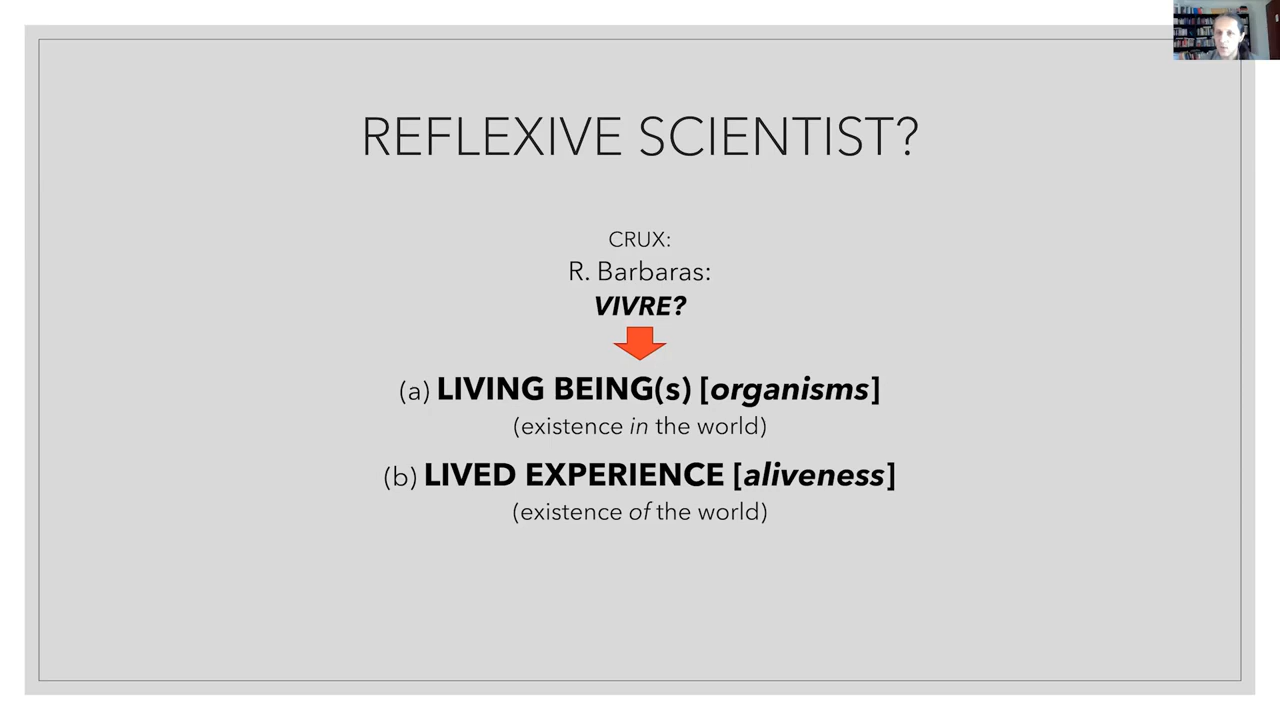 REFLEXIVE SCIENTIST?
CRUX:
R. Barbaras:
VIVRE?
(a) LIVING BEING(s) [organisms]
(existence in the world)
(b) LIVED EXPERIENCE [aliveness]
(existence of the world)